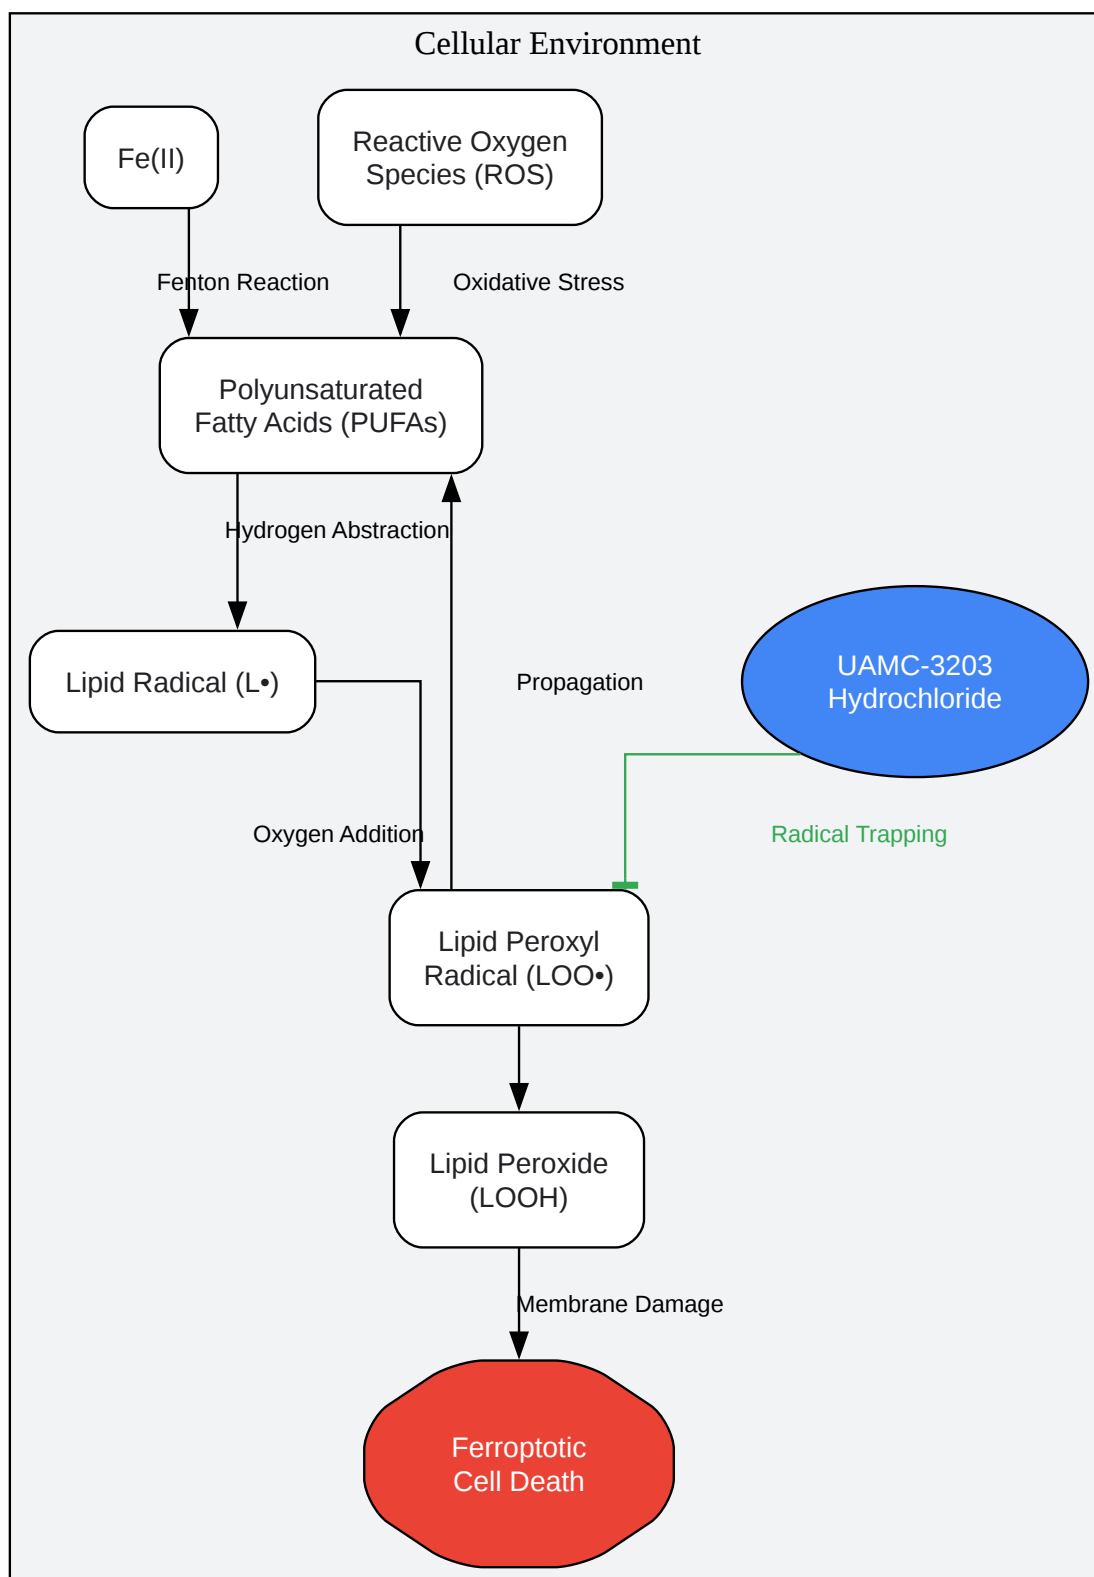 Cellular Environment
Fe(II)
Reactive Oxygen
Species (ROS)
Fenton Reaction
Oxidative Stress
Polyunsaturated
Fatty Acids (PUFAs)
Hydrogen Abstraction
Lipid Radical (L•)
Propagation
UAMC-3203
Hydrochloride
Oxygen Addition
Radical Trapping
Lipid Peroxyl
Radical (LOO•)
Lipid Peroxide
(LOOH)
Membrane Damage
Ferroptotic
Cell Death